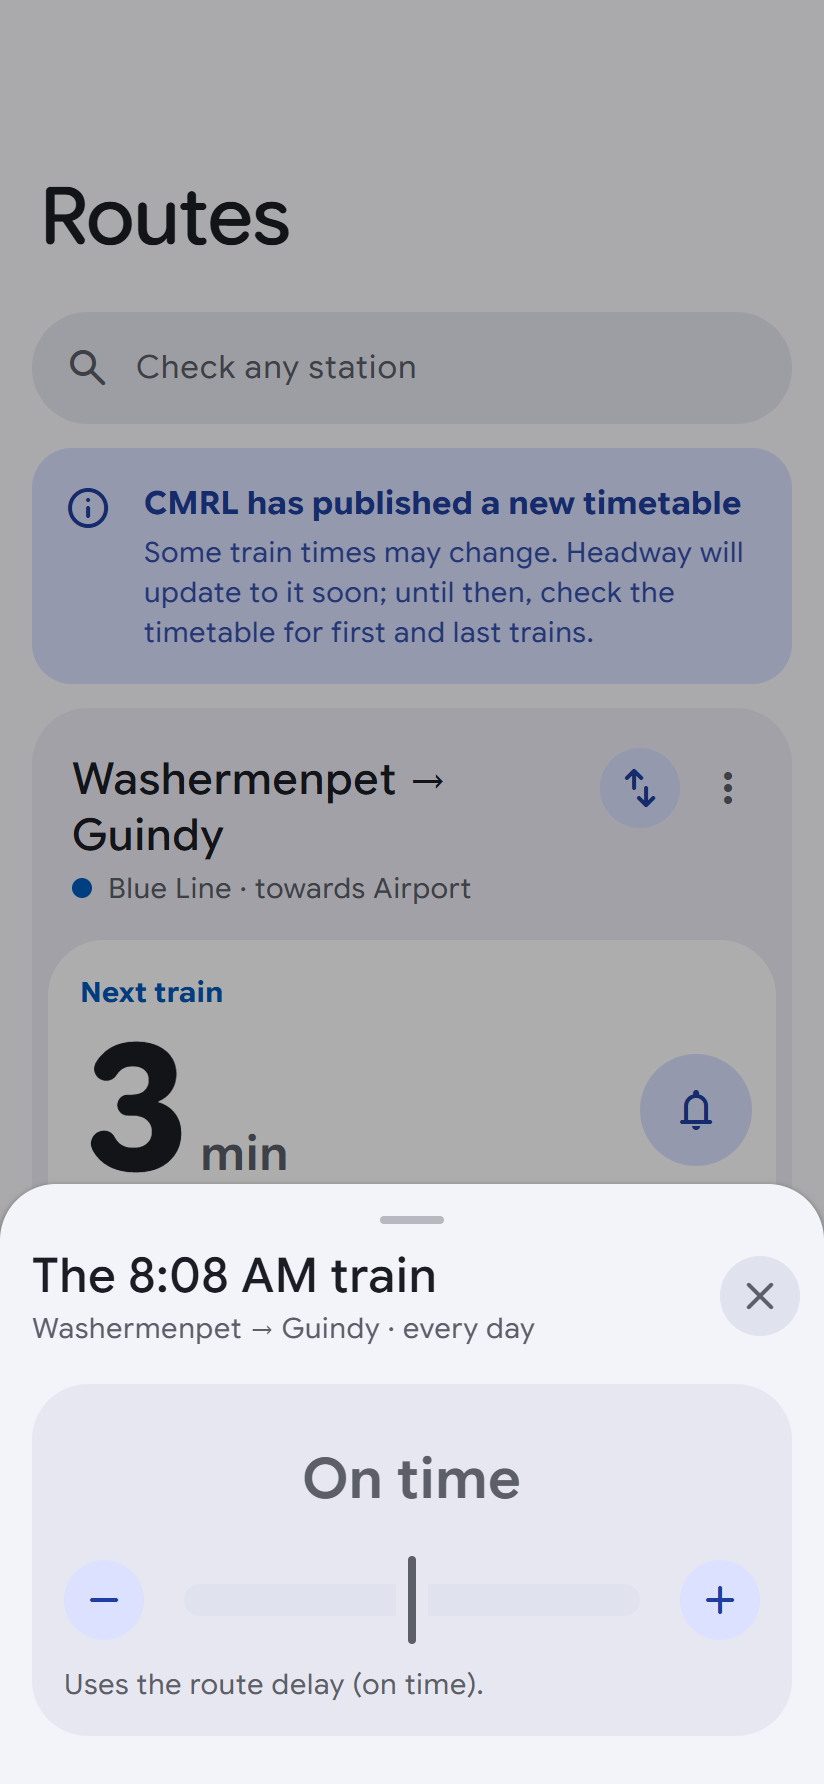 Routes
Check any station
CMRL has published a new timetable
Some train times may change. Headway will
update to it soon; until then, check the
timetable for first and last trains.
Washermenpet →
Guindy
Blue Line · towards Airport
Next train
3 min
The 8:08 AM train
Washermenpet → Guindy · every day
On time
Uses the route delay (on time).